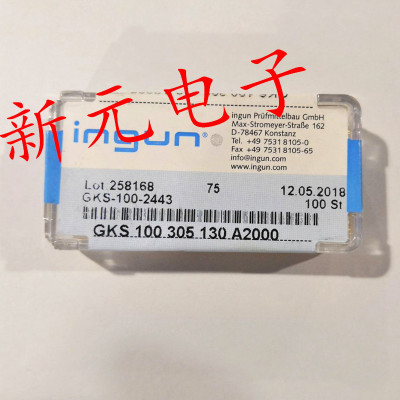 新元电子
ingun®
ingun Prüfmittelbau GmbH
Max-Stromeyer-Straße 162
D-78467 Konstanz
Tel. +49 7531 8105-0
Fax +49 7531 8105-65
info@ingun.com
www.ingun.com
Lot 258168 75 12.05.2018
GKS-100-2443 100 St
GKS 100 305 130 A2000